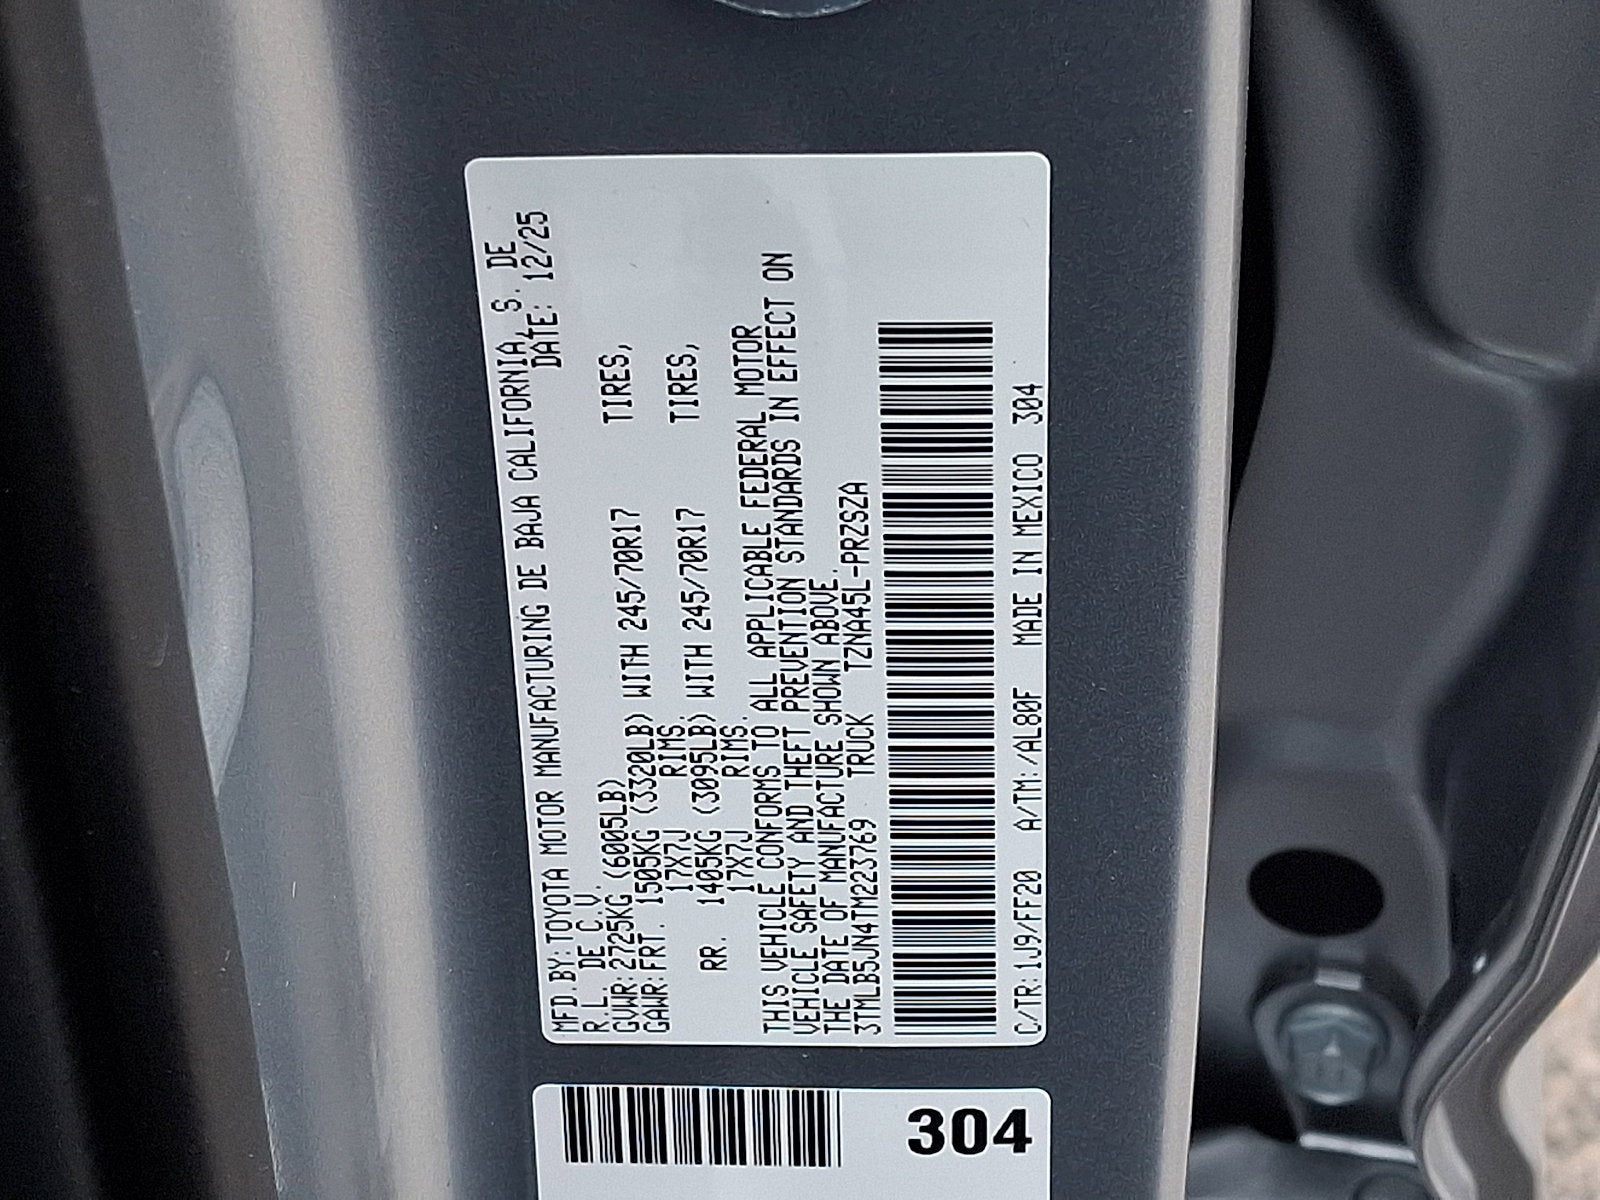 MFD.BY:TOYOTA MOTOR MANUFACTURING DE BAJA CALIFORNIA, S. DE
R.L. DE C.V. DATE: 12/25
GVWR:2725KG (6005LB)
GAWR:FRT. 1505KG (3320LB) WITH 245/70R17 TIRES,
17X7J RIMS.
RR. 1405KG (3095LB) WITH 245/70R17 TIRES,
17X7J RIMS.
THIS VEHICLE CONFORMS TO ALL APPLICABLE FEDERAL MOTOR
VEHICLE SAFETY AND THEFT PREVENTION STANDARDS IN EFFECT ON
THE DATE OF MANUFACTURE SHOWN ABOVE.
3TMLB5JN4TM223769 TRUCK TZNA45L-PRZSZA
C/TR:1J9/FF20 A/TM:/AL80F MADE IN MEXICO 304
304